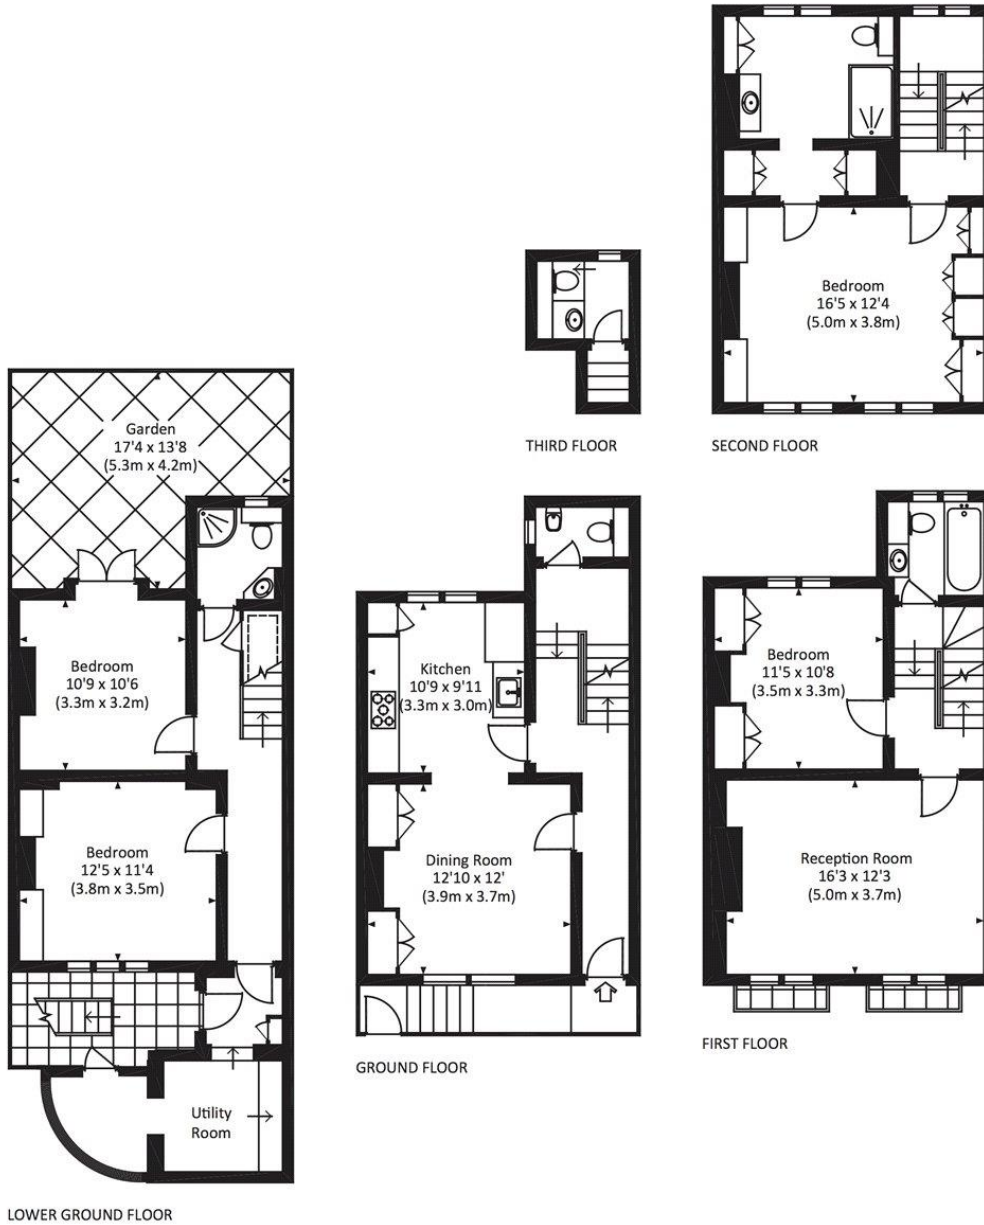 Bedroom
16'5 x 12'4
(5.0m x 3.8m)
THIRD FLOOR
SECOND FLOOR
Garden
17'4 x 13'8
(5.3m x 4.2m)
Bedroom
10'9 x 10'6
(3.3m x 3.2m)
Bedroom
12'5 x 11'4
(3.8m x 3.5m)
Utility
Room
LOWER GROUND FLOOR
Kitchen
10'9 x 9'11
(3.3m x 3.0m)
Dining Room
12'10 x 12'
(3.9m x 3.7m)
GROUND FLOOR
Bedroom
11'5 x 10'8
(3.5m x 3.3m)
Reception Room
16'3 x 12'3
(5.0m x 3.7m)
FIRST FLOOR